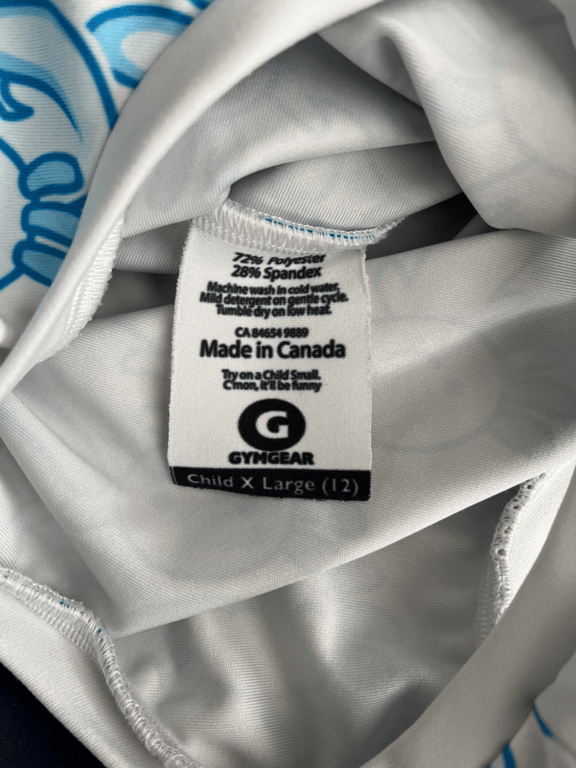 72% Polyester
28% Spandex
Machine wash in cold water,
Mild detergent on gentle cycle.
Tumble dry on low heat.
CA 84654 9889
Made in Canada
Try on a Child Small.
C'mon, it'll be funny
G
GYMGEAR
Child X Large (12)